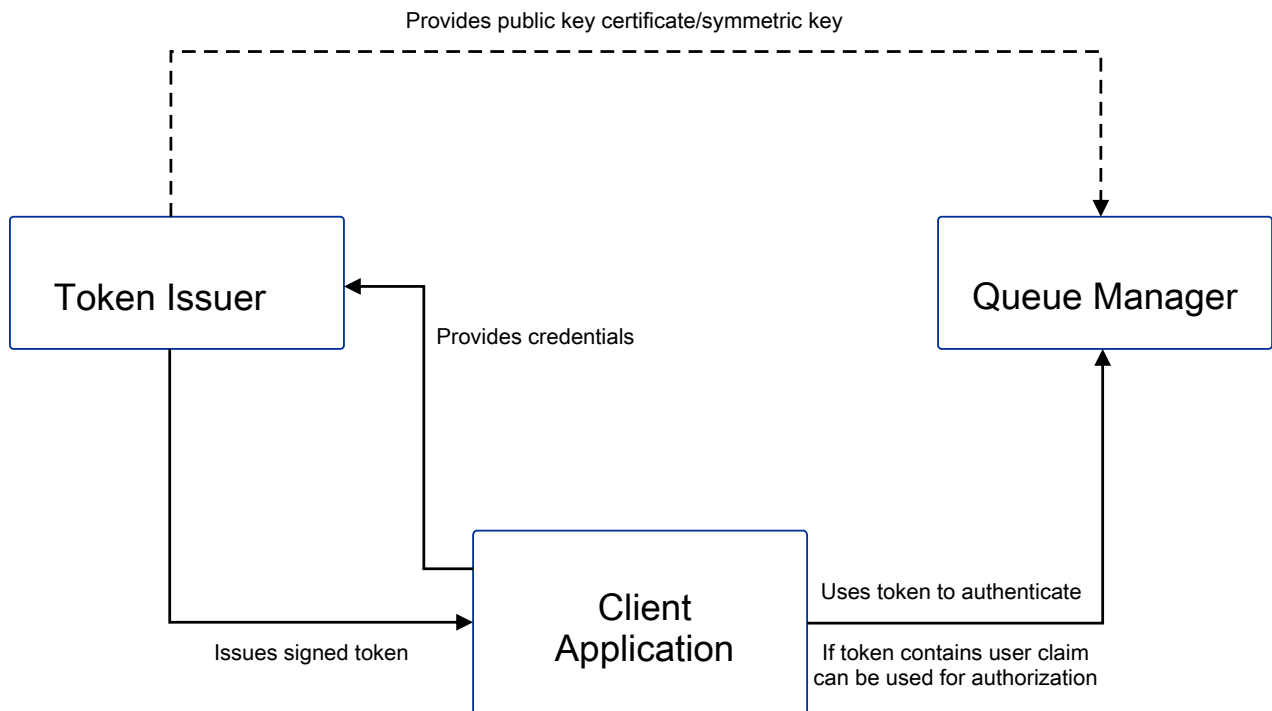 Provides public key certificate/symmetric key
Token Issuer
Queue Manager
Provides credentials
Client
Application
Uses token to authenticate
Issues signed token
If token contains user claim
can be used for authorization